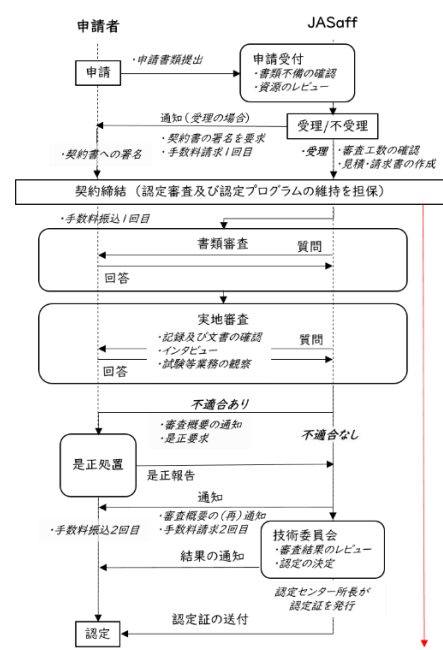 申請者
JASaff
・申請書類提出
申請
申請受付
・書類不備の確認
・資源のレビュー
通知（受理の場合）
受理/不受理
・契約書の署名を要求
・手数料請求1回目
・契約書への署名
・受理
・審査工数の確認
・見積・請求書の作成
契約締結（認定審査及び認定プログラムの維持を担保）
・手数料振込1回目
書類審査
質問
回答
実地審査
・記録及び文書の確認
質問
・インタビュー
・試験等業務の観察
回答
不適合あり
・審査概要の通知
・是正要求
不適合なし
是正処置
是正報告
通知
・審査概要の（再）通知
・手数料請求2回目
・手数料振込2回目
技術委員会
・審査結果のレビュー
・認定の決定
結果の通知
認定センター所長が
認定証を発行
認定証の送付
認定